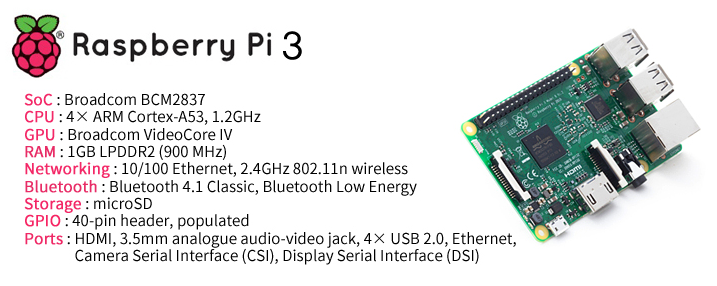 Raspberry Pi 3
SoC : Broadcom BCM2837
CPU : 4× ARM Cortex-A53, 1.2GHz
GPU : Broadcom VideoCore IV
RAM : 1GB LPDDR2 (900 MHz)
Networking : 10/100 Ethernet, 2.4GHz 802.11n wireless
Bluetooth : Bluetooth 4.1 Classic, Bluetooth Low Energy
Storage : microSD
GPIO : 40-pin header, populated
Ports : HDMI, 3.5mm analogue audio-video jack, 4× USB 2.0, Ethernet,
Camera Serial Interface (CSI), Display Serial Interface (DSI)
HDMI